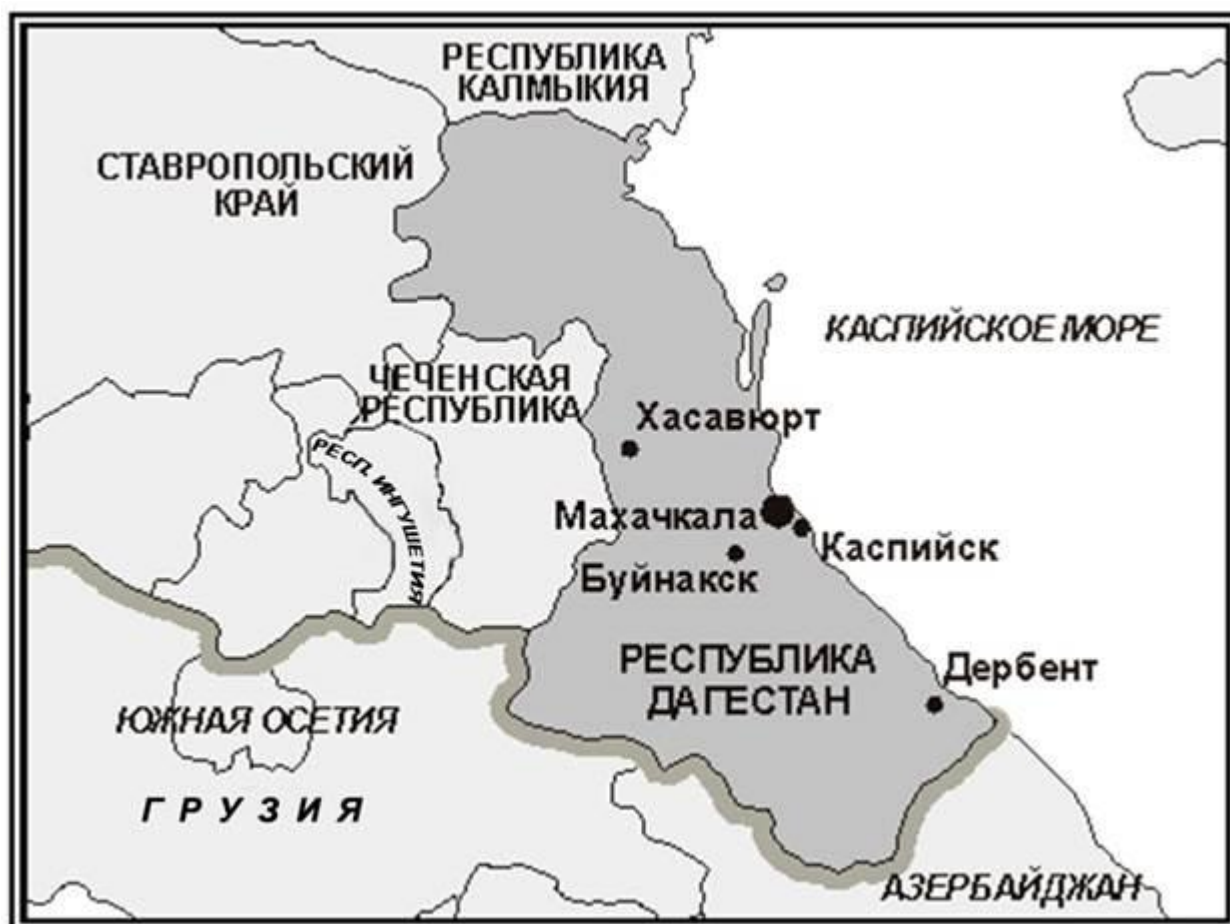 РЕСПУБЛИКА
КАЛМЫКИЯ
СТАВРОПОЛЬСКИЙ
КРАЙ
КАСПИЙСКОЕ МОРЕ
ЧЕЧЕНСКАЯ
РЕСПУБЛИКА
Хасавюрт
РЕСП. ИНГУШЕТИЯ
Махачкала
Каспийск
Буйнакск
РЕСПУБЛИКА
ДАГЕСТАН
Дербент
ЮЖНАЯ ОСЕТИЯ
ГРУЗИЯ
АЗЕРБАЙДЖАН